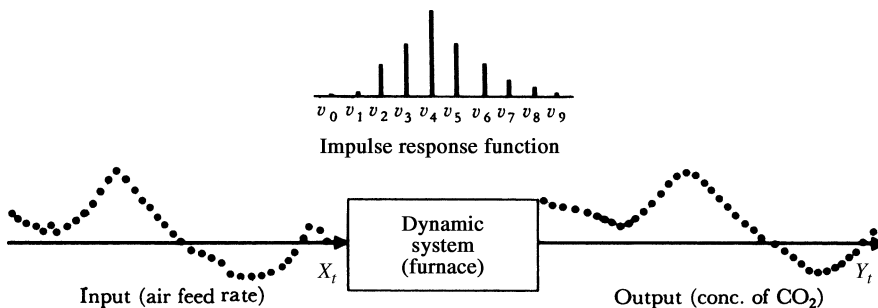 v0 v1 v2 v3 v4 v5 v6 v7 v8 v9
Impulse response function
Dynamic
system
(furnace)
Xt
Yt
Input (air feed rate)
Output (conc. of CO2)